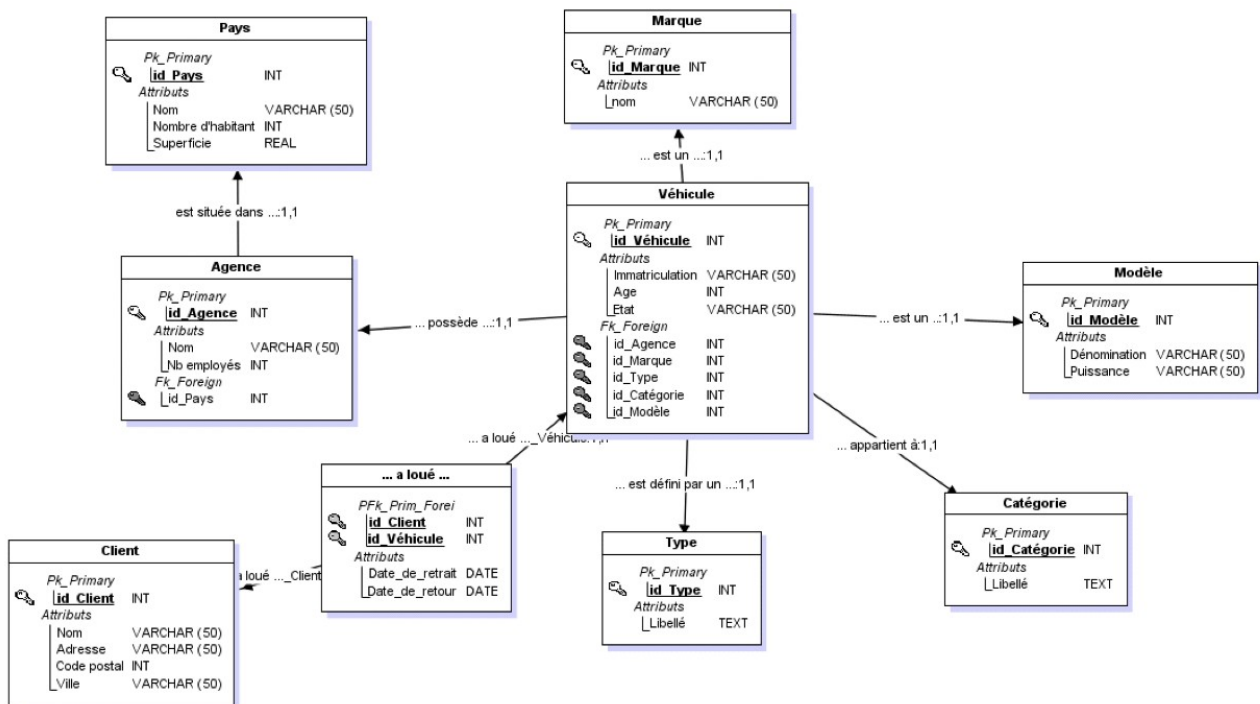 Pays
Pk_Primary
id_Pays INT
Attributs
Nom VARCHAR (50)
Nombre d'habitant INT
Superficie REAL
Marque
Pk_Primary
id_Marque INT
Attributs
nom VARCHAR (50)
... est un ...:1,1
est située dans ...:1,1
Véhicule
Pk_Primary
id_Véhicule INT
Attributs
Immatriculation VARCHAR (50)
Age INT
Etat VARCHAR (50)
Fk_Foreign
id_Agence INT
id_Marque INT
id_Type INT
id_Catégorie INT
id_Modèle INT
Agence
Pk_Primary
id_Agence INT
Attributs
Nom VARCHAR (50)
Nb employés INT
Fk_Foreign
id_Pays INT
... possède ...:1,1
... est un ..:1,1
Modèle
Pk_Primary
id_Modèle INT
Attributs
Dénomination VARCHAR (50)
Puissance VARCHAR (50)
... a loué ..._Véhicule:1,1
... appartient à:1,1
... est défini par un ...:1,1
... a loué ...
PFk_Prim_Forei
id_Client INT
id_Véhicule INT
Attributs
Date_de_retrait DATE
Date_de_retour DATE
a loué ..._Client
Client
Pk_Primary
id_Client INT
Attributs
Nom VARCHAR (50)
Adresse VARCHAR (50)
Code postal INT
Ville VARCHAR (50)
Type
Pk_Primary
id_Type INT
Attributs
Libellé TEXT
Catégorie
Pk_Primary
id_Catégorie INT
Attributs
Libellé TEXT